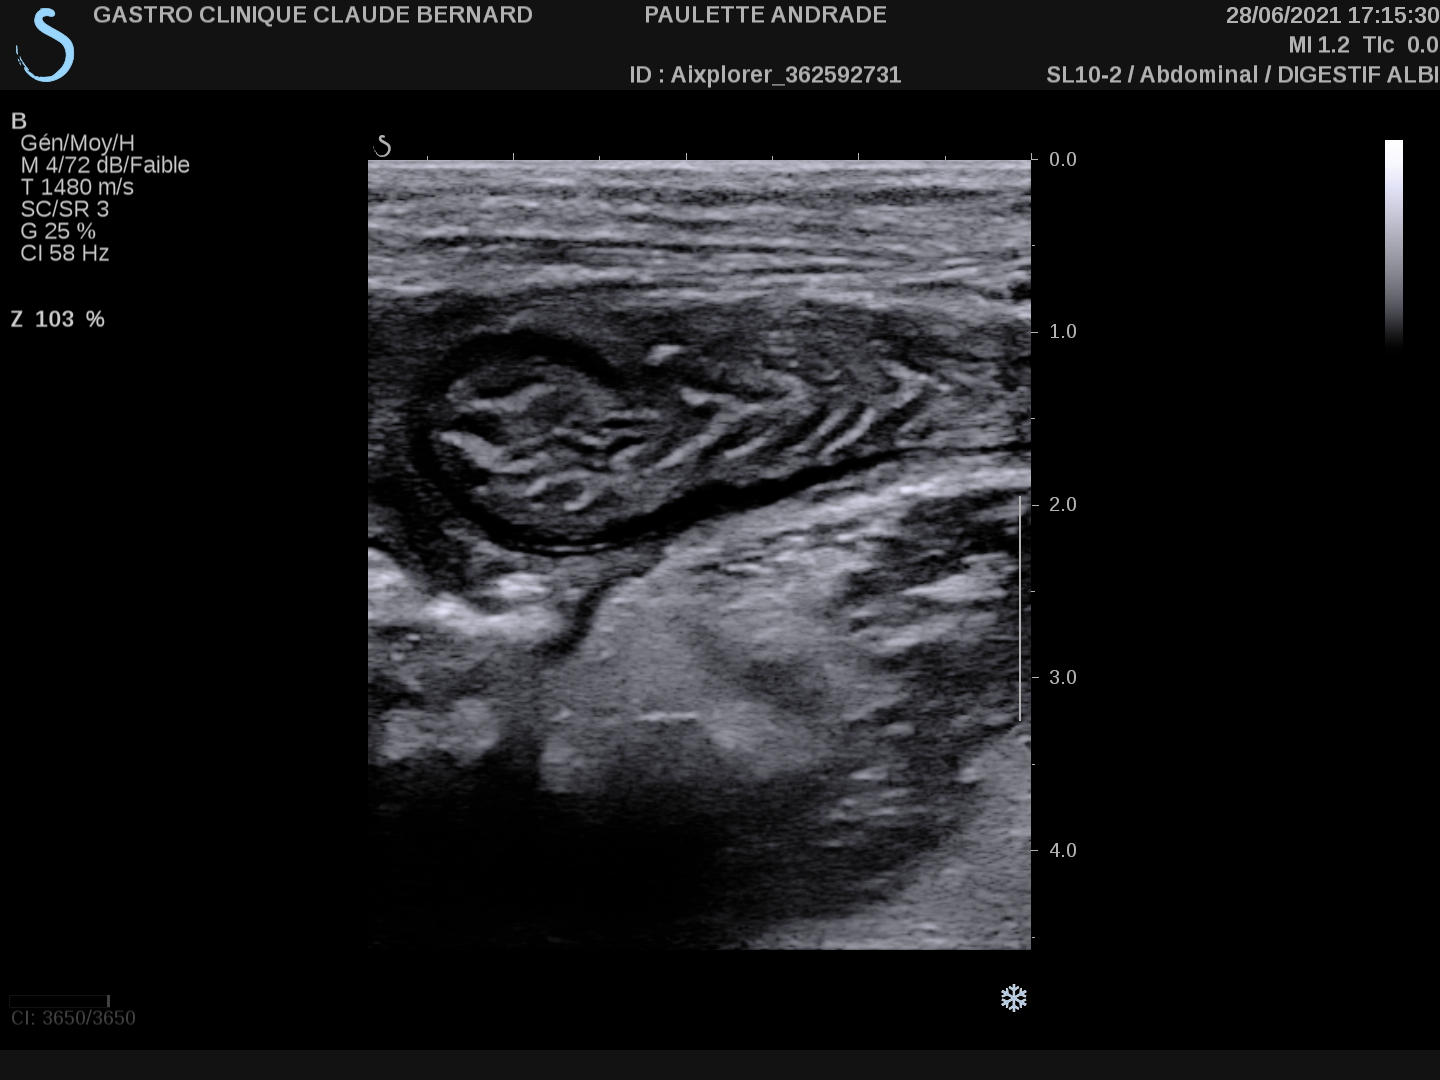 GASTRO CLINIQUE CLAUDE BERNARD
PAULETTE ANDRADE
28/06/2021 17:15:30
MI 1.2 TIc 0.0
ID : Aixplorer_362592731
SL10-2 / Abdominal / DIGESTIF ALBI
B
Gén/Moy/H
M 4/72 dB/Faible
T 1480 m/s
SC/SR 3
G 25 %
CI 58 Hz
Z 103 %
0.0
1.0
2.0
3.0
4.0
CI: 3650/3650